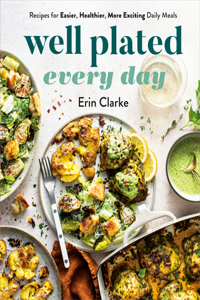 Recipes for Easier, Healthier, More Exciting Daily Meals
well plated
every day
Erin Clarke